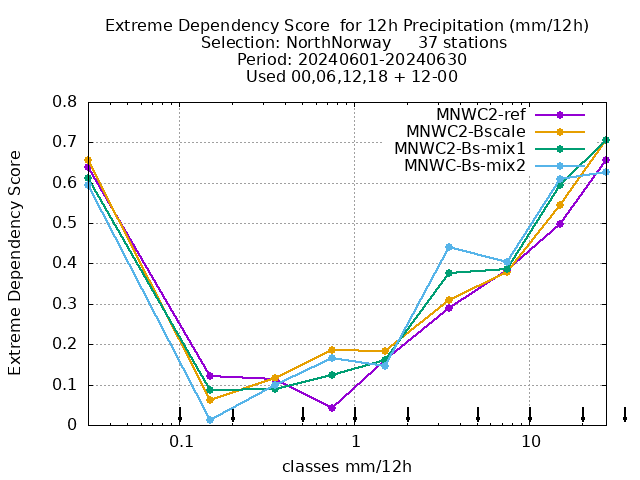 Extreme Dependency Score  for 12h Precipitation (mm/12h)
Selection: NorthNorway     37 stations
Period: 20240601-20240630
Used 00,06,12,18 + 12-00
MNWC2-ref
MNWC2-Bscale
MNWC2-Bs-mix1
MNWC-Bs-mix2
Extreme Dependency Score
0.8
0.7
0.6
0.5
0.4
0.3
0.2
0.1
0
0.1 1 10
classes mm/12h